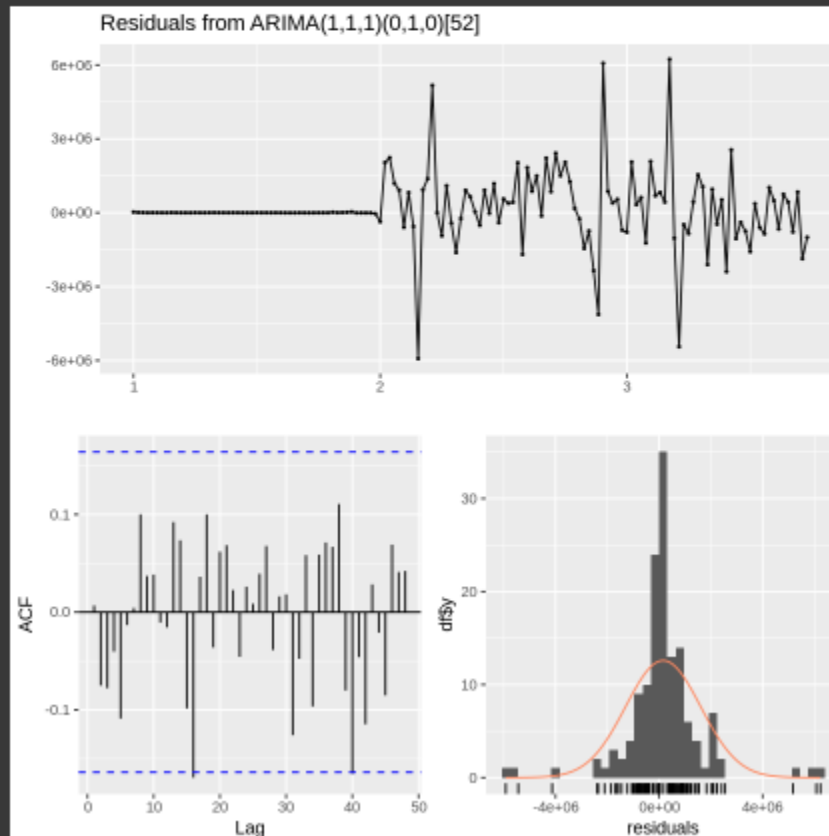 Residuals from ARIMA(1,1,1)(0,1,0)[52]
6e+06
3e+06
0e+00
-3e+06
-6e+06
1 2 3
ACF
0.1
0.0
-0.1
0 10 20 30 40 50
Lag
df$y
30
20
10
0
-4e+06 0e+00 4e+06
residuals